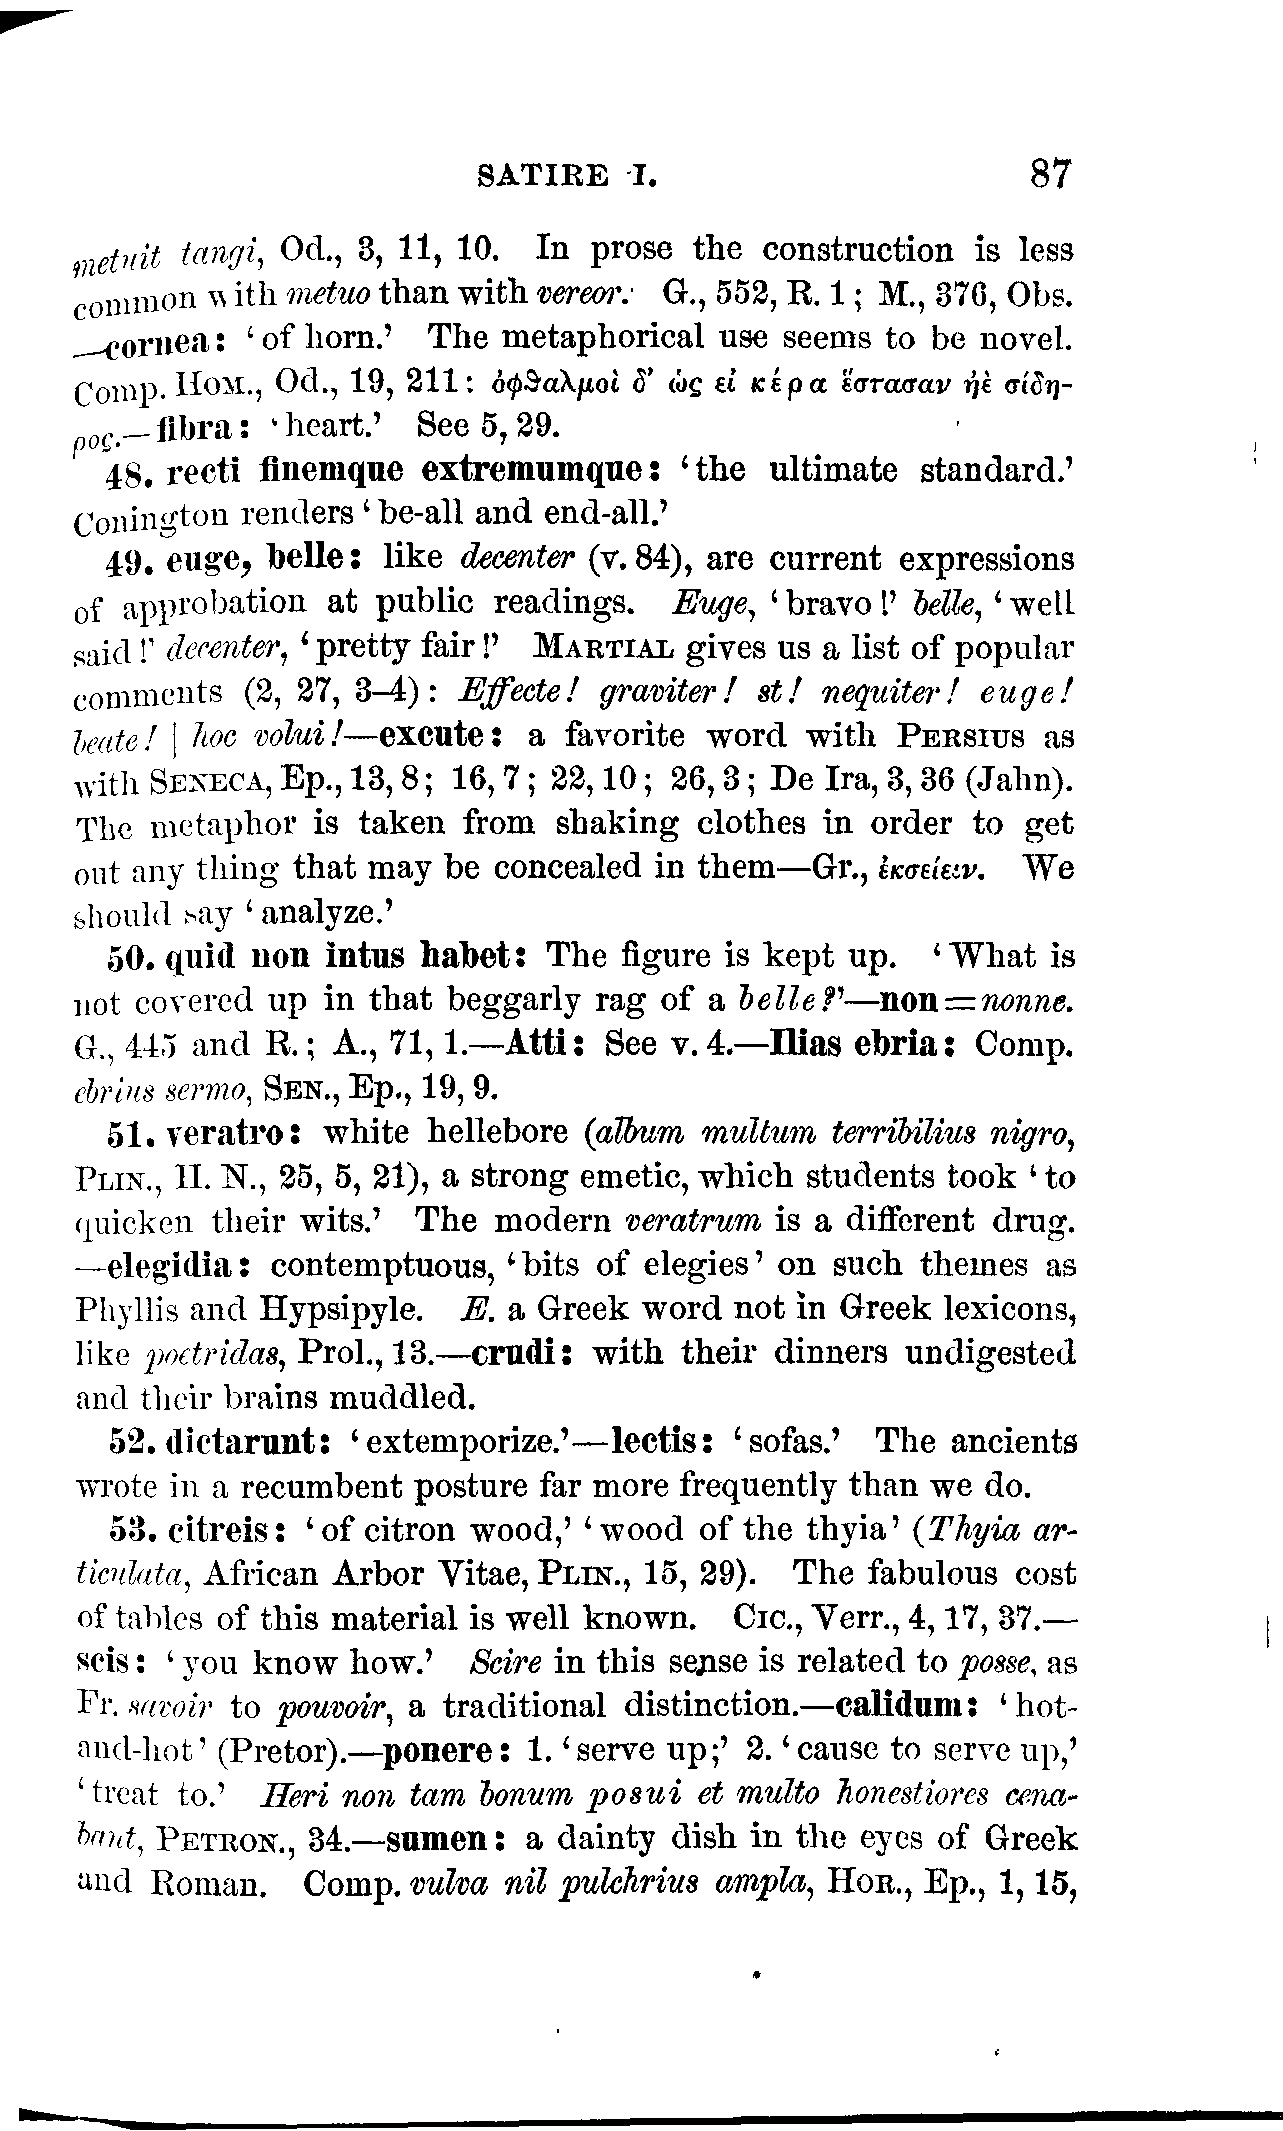 SATIRE I. 87
metuit tangi, Od., 3, 11, 10. In prose the construction is less
common with metuo than with vereor. G., 552, R. 1; M., 376, Obs.
—cornea: ‘of horn.’ The metaphorical use seems to be novel.
Comp. HOM., Od., 19, 211: ὀφθαλμοὶ δ’ ὡς εἰ κέρα ἕστασαν ἠὲ σίδη-
ρος.—fibra: ‘heart.’ See 5, 29.
48. recti finemque extremumque: ‘the ultimate standard.’
Conington renders ‘be-all and end-all.’
49. euge, belle: like decenter (v. 84), are current expressions
of approbation at public readings. Euge, ‘bravo!’ belle, ‘well
said!’ decenter, ‘pretty fair!’ MARTIAL gives us a list of popular
comments (2, 27, 3–4): Effecte! graviter! st! nequiter! euge!
beate! | hoc volui!—excute: a favorite word with PERSIUS as
with SENECA, Ep., 13, 8; 16, 7; 22, 10; 26, 3; De Ira, 3, 36 (Jahn).
The metaphor is taken from shaking clothes in order to get
out any thing that may be concealed in them—Gr., ἐκσείειν. We
should say ‘analyze.’
50. quid non intus habet: The figure is kept up. ‘What is
not covered up in that beggarly rag of a belle?’—non=nonne.
G., 445 and R.; A., 71, 1.—Atti: See v. 4.—Ilias ebria: Comp.
ebrius sermo, SEN., Ep., 19, 9.
51. veratro: white hellebore (album multum terribilius nigro,
PLIN., H. N., 25, 5, 21), a strong emetic, which students took ‘to
quicken their wits.’ The modern veratrum is a different drug.
—elegidia: contemptuous, ‘bits of elegies’ on such themes as
Phyllis and Hypsipyle. E. a Greek word not in Greek lexicons,
like poetridas, Prol., 13.—crudi: with their dinners undigested
and their brains muddled.
52. dictarunt: ‘extemporize.’—lectis: ‘sofas.’ The ancients
wrote in a recumbent posture far more frequently than we do.
53. citreis: ‘of citron wood,’ ‘wood of the thyia’ (Thyia ar-
ticulata, African Arbor Vitae, PLIN., 15, 29). The fabulous cost
of tables of this material is well known. CIC., Verr., 4, 17, 37.—
scis: ‘you know how.’ Scire in this sense is related to posse, as
Fr. savoir to pouvoir, a traditional distinction.—calidum: ‘hot-
and-hot’ (Pretor).—ponere: 1. ‘serve up;’ 2. ‘cause to serve up,’
‘treat to.’ Heri non tam bonum posui et multo honestiores cena-
bant, PETRON., 34.—sumen: a dainty dish in the eyes of Greek
and Roman. Comp. vulva nil pulchrius ampla, HOR., Ep., 1, 15,